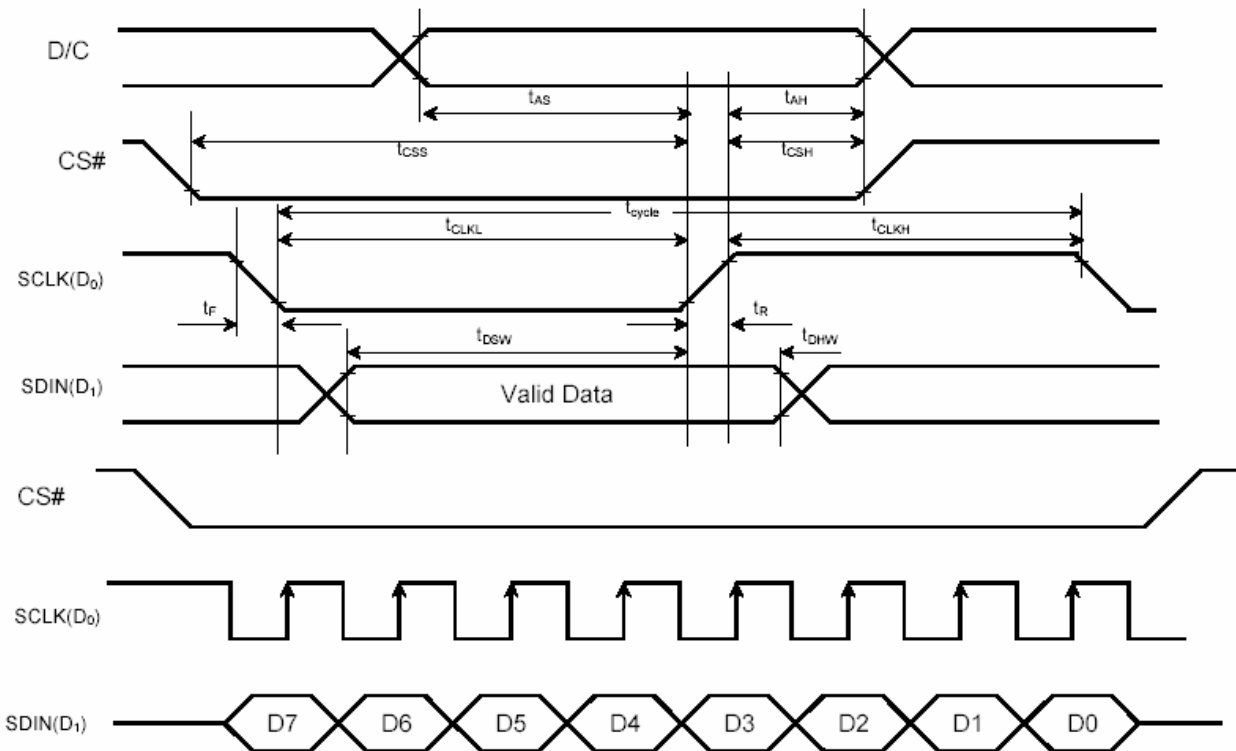 D/C
tAS
tAH
CS#
tCSS
tCSH
tcycle
tCLKL
tCLKH
SCLK(D0)
tF
tR
tDSW
tDHW
SDIN(D1)
Valid Data
CS#
SCLK(D0)
SDIN(D1)
D7 D6 D5 D4 D3 D2 D1 D0